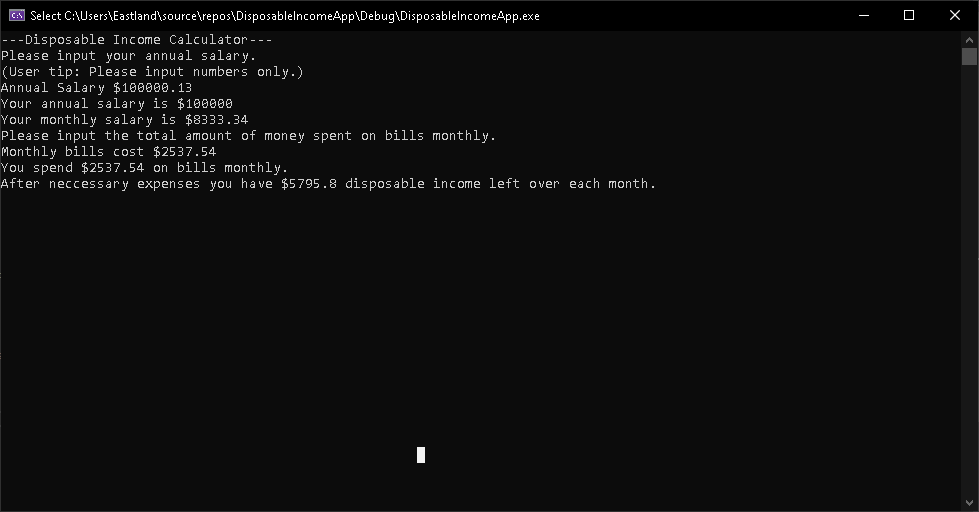 Select C:\Users\Eastland\source\repos\DisposableIncomeApp\Debug\DisposableIncomeApp.exe
---Disposable Income Calculator---
Please input your annual salary.
(User tip: Please input numbers only.)
Annual Salary $100000.13
Your annual salary is $100000
Your monthly salary is $8333.34
Please input the total amount of money spent on bills monthly.
Monthly bills cost $2537.54
You spend $2537.54 on bills monthly.
After neccessary expenses you have $5795.8 disposable income left over each month.